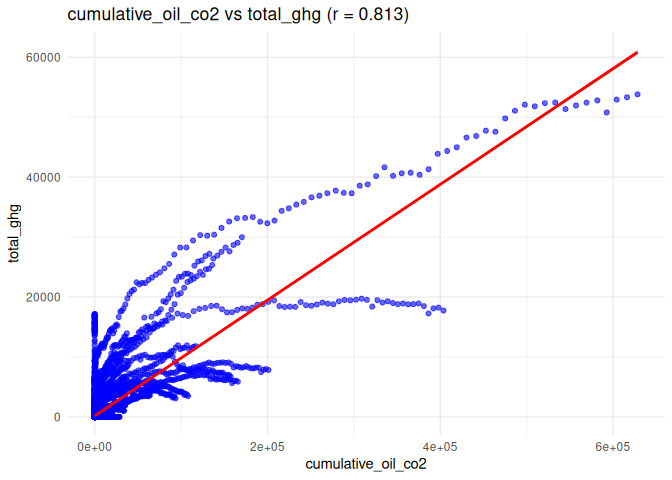 cumulative_oil_co2 vs total_ghg (r = 0.813)
60000
40000
20000
0
total_ghg
0e+00 2e+05 4e+05 6e+05
cumulative_oil_co2